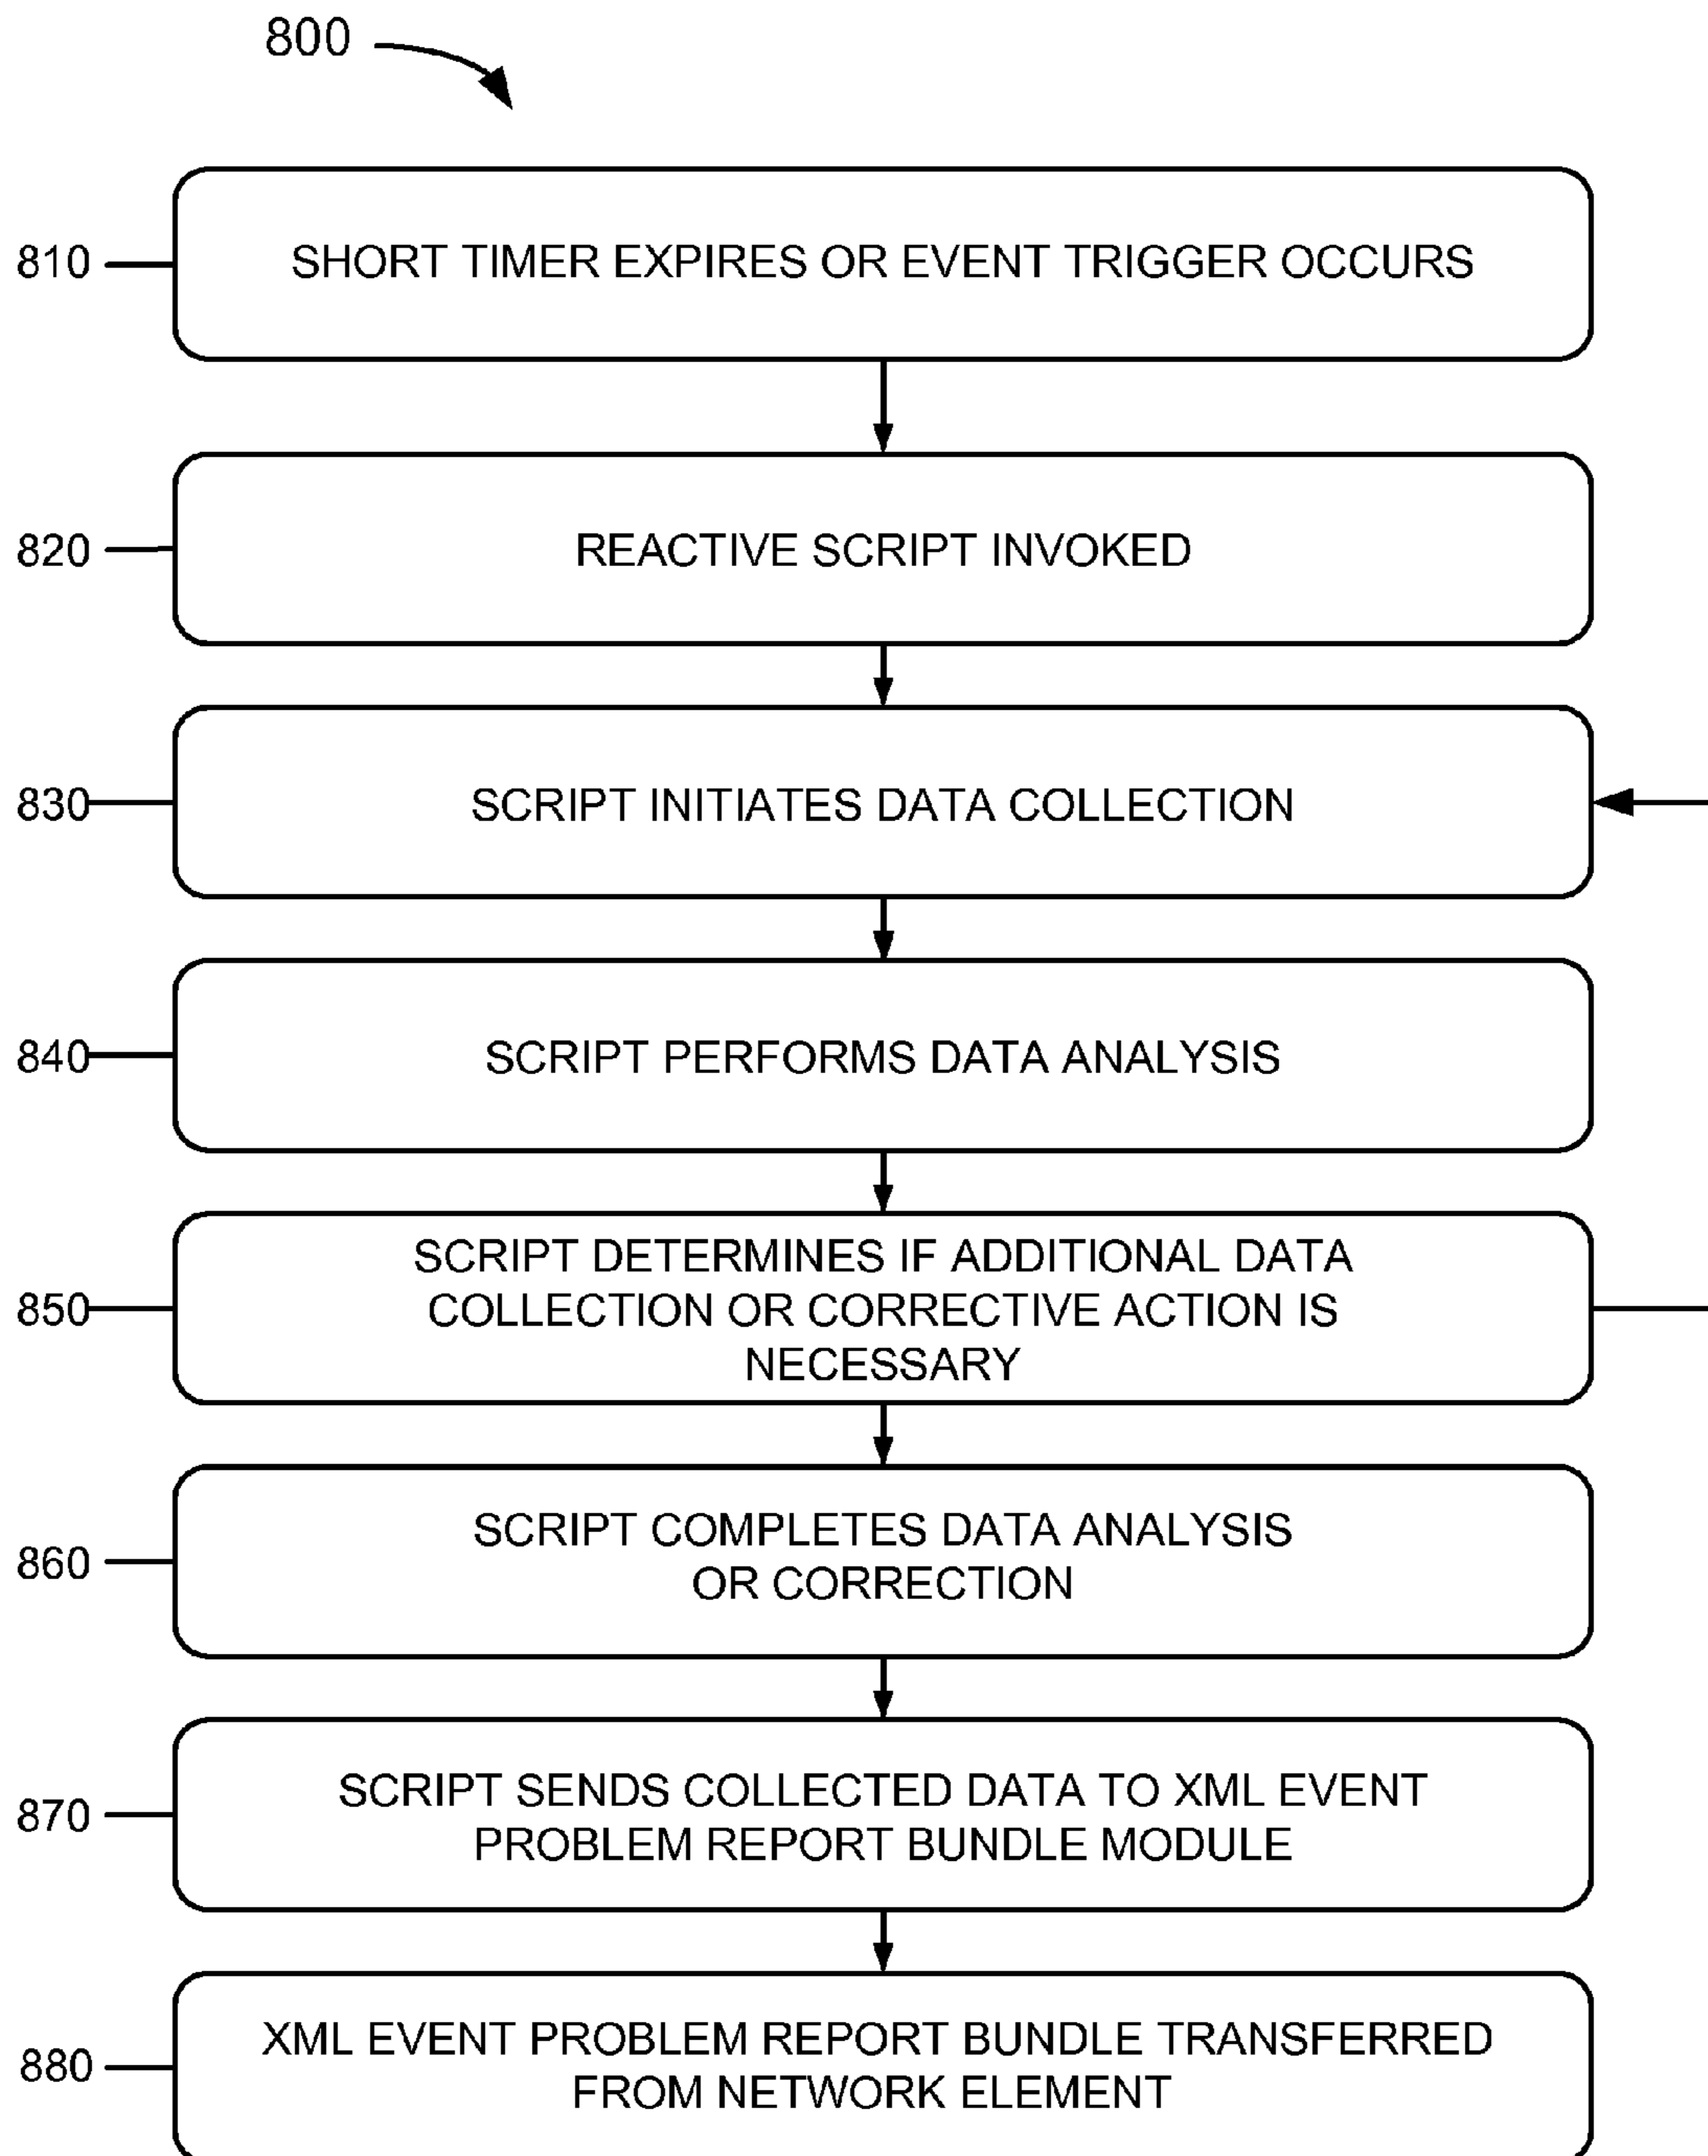 800
810
SHORT TIMER EXPIRES OR EVENT TRIGGER OCCURS
820
REACTIVE SCRIPT INVOKED
830
SCRIPT INITIATES DATA COLLECTION
840
SCRIPT PERFORMS DATA ANALYSIS
850
SCRIPT DETERMINES IF ADDITIONAL DATA
COLLECTION OR CORRECTIVE ACTION IS
NECESSARY
860
SCRIPT COMPLETES DATA ANALYSIS
OR CORRECTION
870
SCRIPT SENDS COLLECTED DATA TO XML EVENT
PROBLEM REPORT BUNDLE MODULE
880
XML EVENT PROBLEM REPORT BUNDLE TRANSFERRED
FROM NETWORK ELEMENT